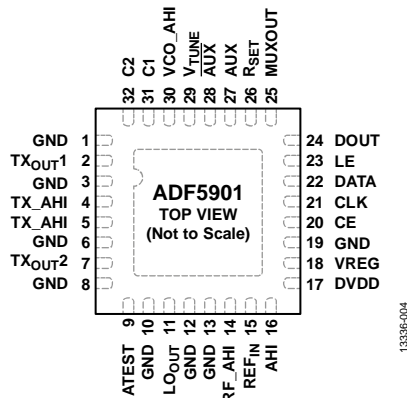 32 C2
31 C1
30 VCO_AHI
29 VTUNE
28 AUX
27 AUX
26 RSET
25 MUXOUT
GND 1
TXOUT1 2
GND 3
TX_AHI 4
TX_AHI 5
GND 6
TXOUT2 7
GND 8
ADF5901
TOP VIEW
(Not to Scale)
24 DOUT
23 LE
22 DATA
21 CLK
20 CE
19 GND
18 VREG
17 DVDD
ATEST 9
GND 10
LOOUT 11
GND 12
GND 13
RF_AHI 14
REFIN 15
AHI 16
13336-004